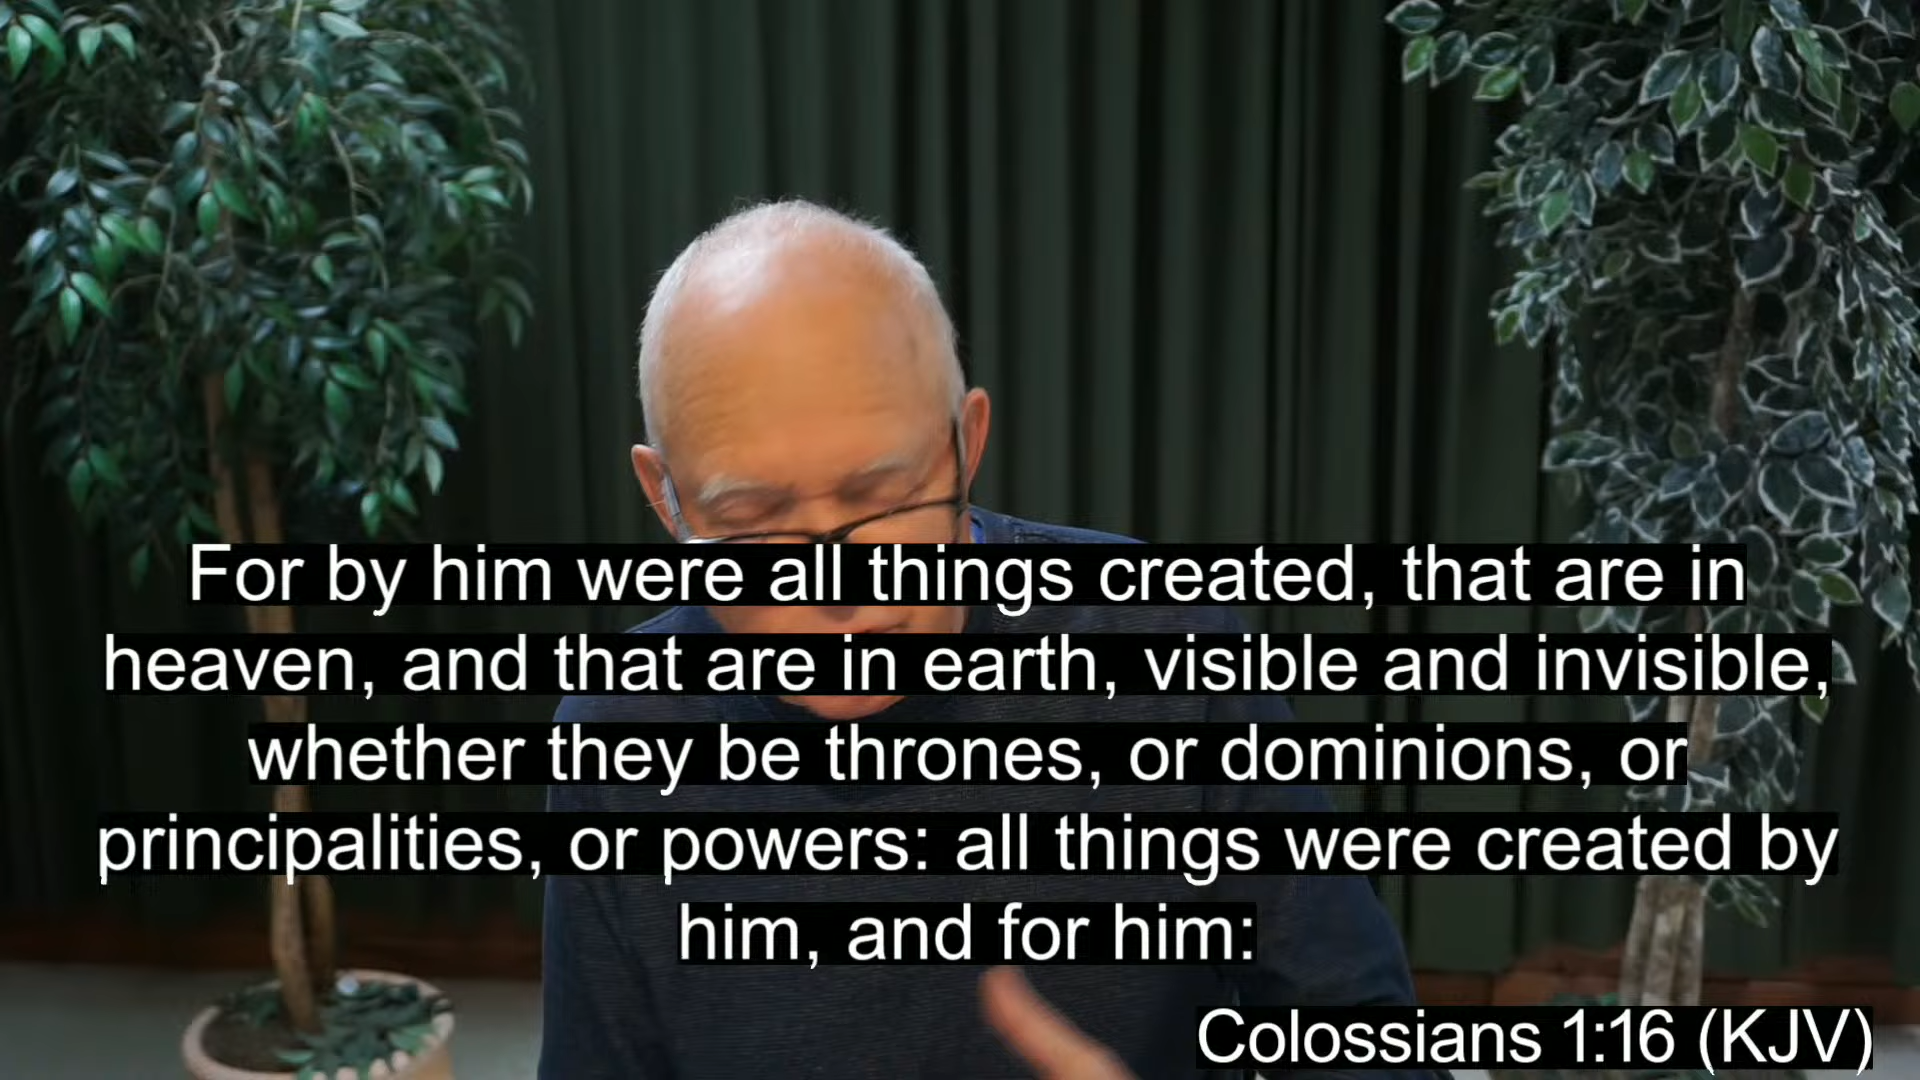 For by him were all things created, that are in
heaven, and that are in earth, visible and invisible,
whether they be thrones, or dominions, or
principalities, or powers: all things were created by
him, and for him:
Colossians 1:16 (KJV)